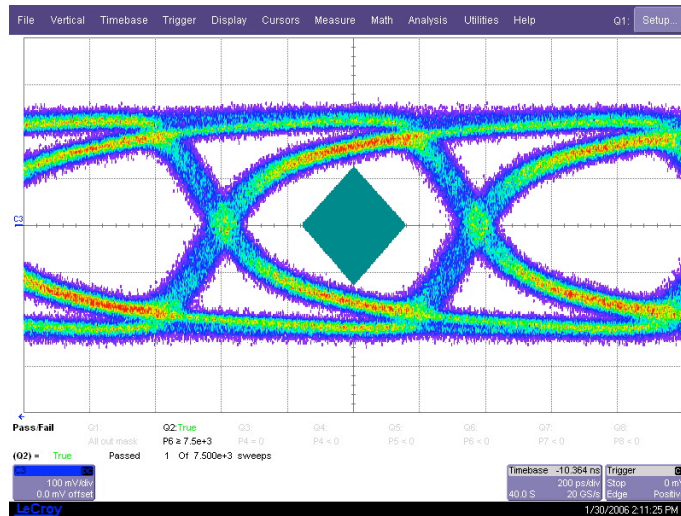 File Vertical Timebase Trigger Display Cursors Measure Math Analysis Utilities Help Q1: Setup...
C3
Pass/Fail Q1: Q2:True Q3: Q4: Q5: Q6: Q7: Q8:
All out mask P6 ≥ 7.5e+3 P4 < 0 P4 < 0 P5 < 0 P6 < 0 P7 < 0 P8 < 0
(Q2) = True Passed 1 Of 7.500e+3 sweeps
C3
100 mV/div
0.0 mV offset
Timebase -10.364 ns Trigger
200 ps/div Stop 0 mV
40.0 S 20 GS/s Edge Positive
LeCroy 1/30/2006 2:11:25 PM